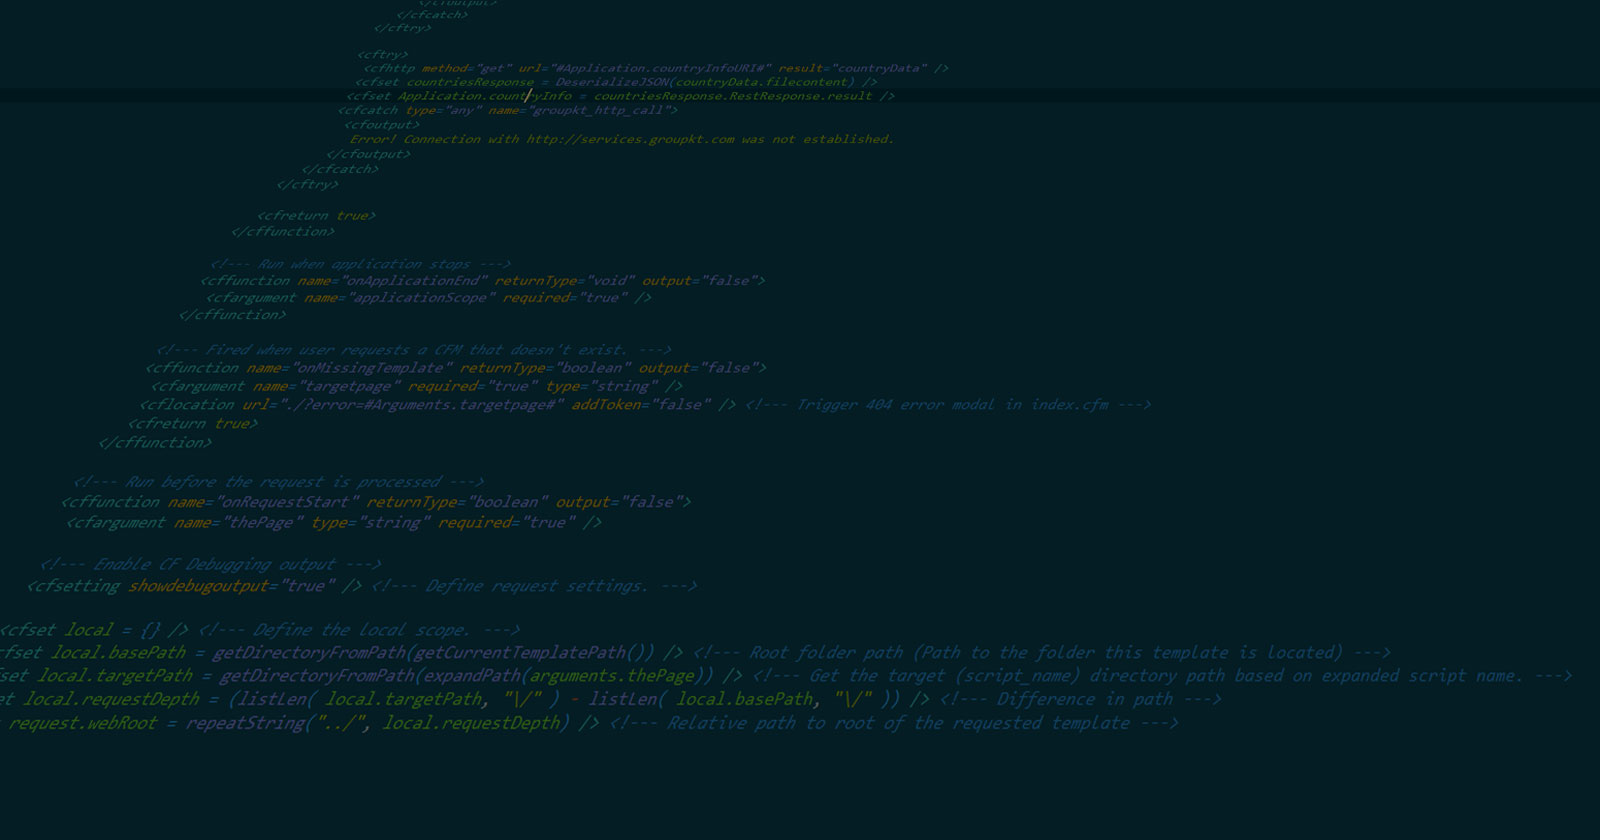 </cfoutput>
</cfcatch>
</cftry>
<cftry>
<cfhttp method="get" url="#Application.countryInfoURI#" result="countryData" />
<cfset countriesResponse = DeserializeJSON(countryData.filecontent) />
<cfset Application.countryInfo = countriesResponse.RestResponse.result />
<cfcatch type="any" name="groupkt_http_call">
<cfoutput>
Error! Connection with http://services.groupkt.com was not established.
</cfoutput>
</cfcatch>
</cftry>
<cfreturn true>
</cffunction>
<!--- Run when application stops --->
<cffunction name="onApplicationEnd" returnType="void" output="false">
<cfargument name="applicationScope" required="true" />
</cffunction>
<!--- Fired when user requests a CFM that doesn't exist. --->
<cffunction name="onMissingTemplate" returnType="boolean" output="false">
<cfargument name="targetpage" required="true" type="string" />
<cflocation url="./?error=#Arguments.targetpage#" addToken="false" /> <!--- Trigger 404 error modal in index.cfm --->
<cfreturn true>
</cffunction>
<!--- Run before the request is processed --->
<cffunction name="onRequestStart" returnType="boolean" output="false">
<cfargument name="thePage" type="string" required="true" />
<!--- Enable CF Debugging output --->
<cfsetting showdebugoutput="true" /> <!--- Define request settings. --->
<cfset local = {} /> <!--- Define the local scope. --->
cfset local.basePath = getDirectoryFromPath(getCurrentTemplatePath()) /> <!--- Root folder path (Path to the folder this template is located) --->
fset local.targetPath = getDirectoryFromPath(expandPath(arguments.thePage)) /> <!--- Get the target (script_name) directory path based on expanded script name. --->
et local.requestDepth = (listLen( local.targetPath, "\/" ) - listLen( local.basePath, "\/" )) /> <!--- Difference in path --->
request.webRoot = repeatString("../", local.requestDepth) /> <!--- Relative path to root of the requested template --->